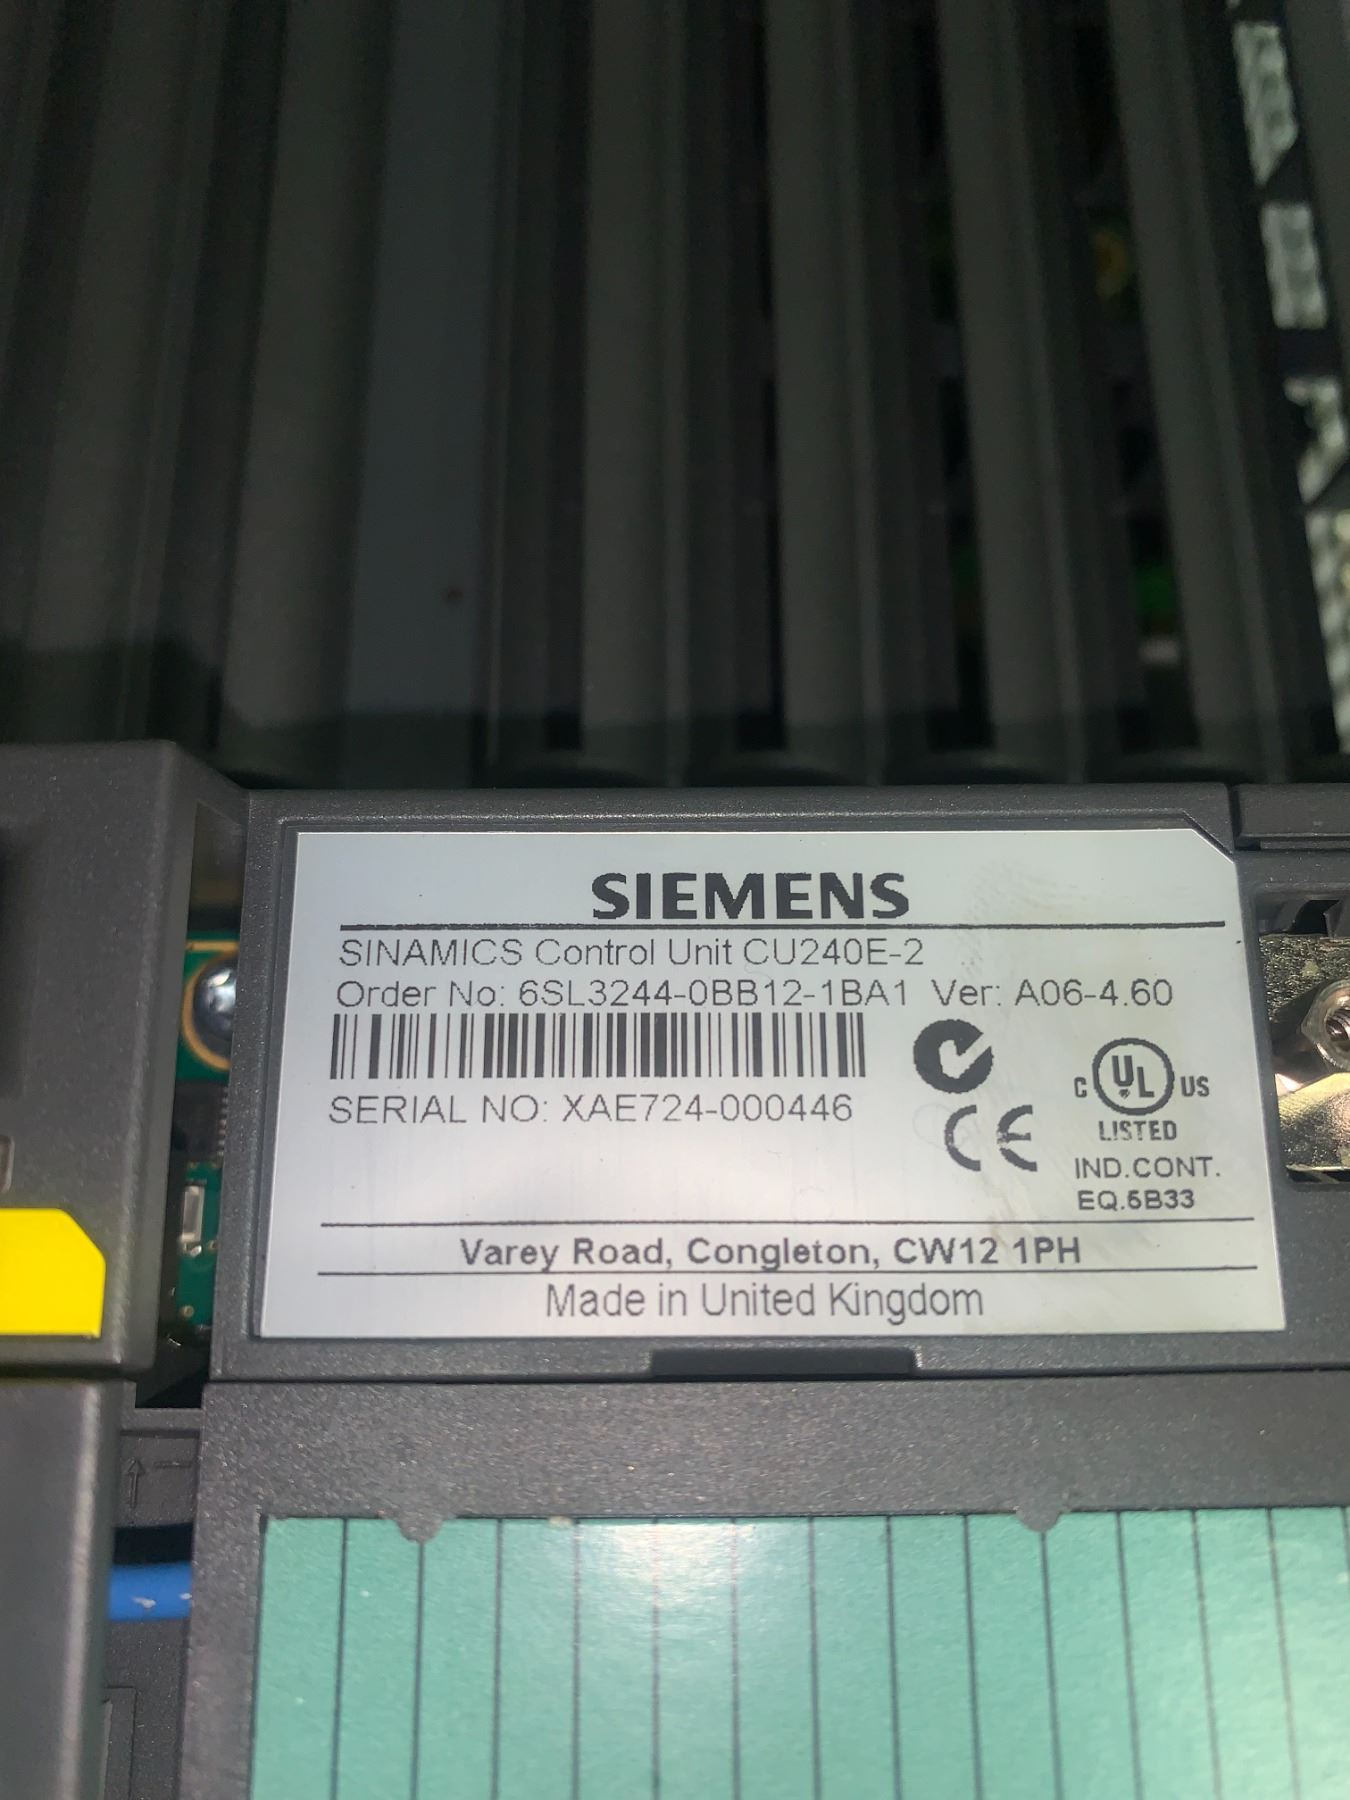 SIEMENS
SINAMICS Control Unit CU240E-2
Order No: 6SL3244-0BB12-1BA1 Ver: A06-4.60
SERIAL NO: XAE724-000446
C UL US
LISTED
CE
IND.CONT.
EQ.5B33
Varey Road, Congleton, CW12 1PH
Made in United Kingdom